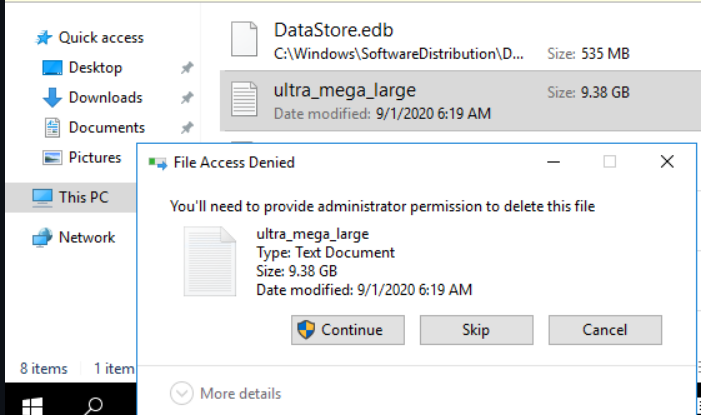 Quick access
Desktop
Downloads
Documents
Pictures
This PC
Network
DataStore.edb
C:\Windows\SoftwareDistribution\D... Size: 535 MB
ultra_mega_large Size: 9.38 GB
Date modified: 9/1/2020 6:19 AM
File Access Denied
You'll need to provide administrator permission to delete this file
ultra_mega_large
Type: Text Document
Size: 9.38 GB
Date modified: 9/1/2020 6:19 AM
Continue Skip Cancel
More details
8 items 1 item